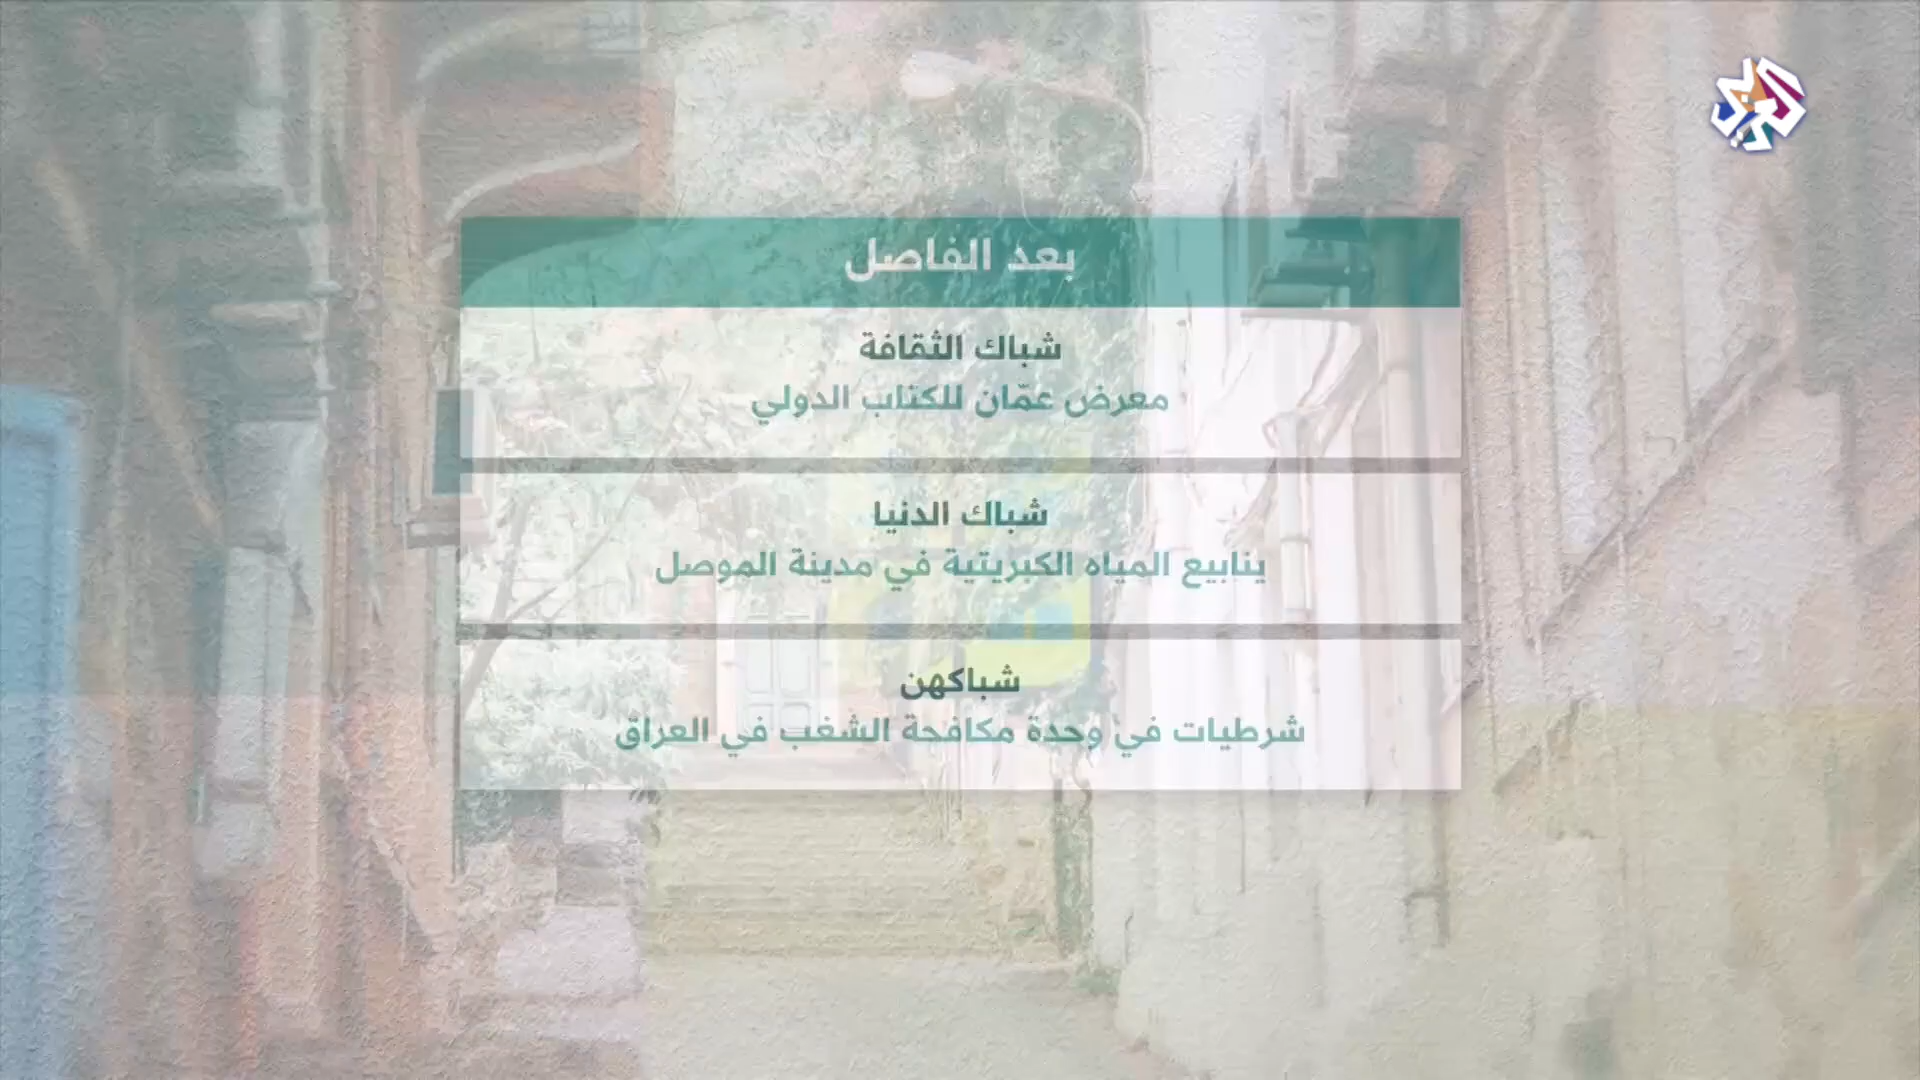 بعد الفاصل
شباك الثقافة
معرض عمّان للكتاب الدولي
شباك الدنيا
ينابيع المياه الكبريتية في مدينة الموصل
شباكهن
شرطيات في وحدة مكافحة الشغب في العراق